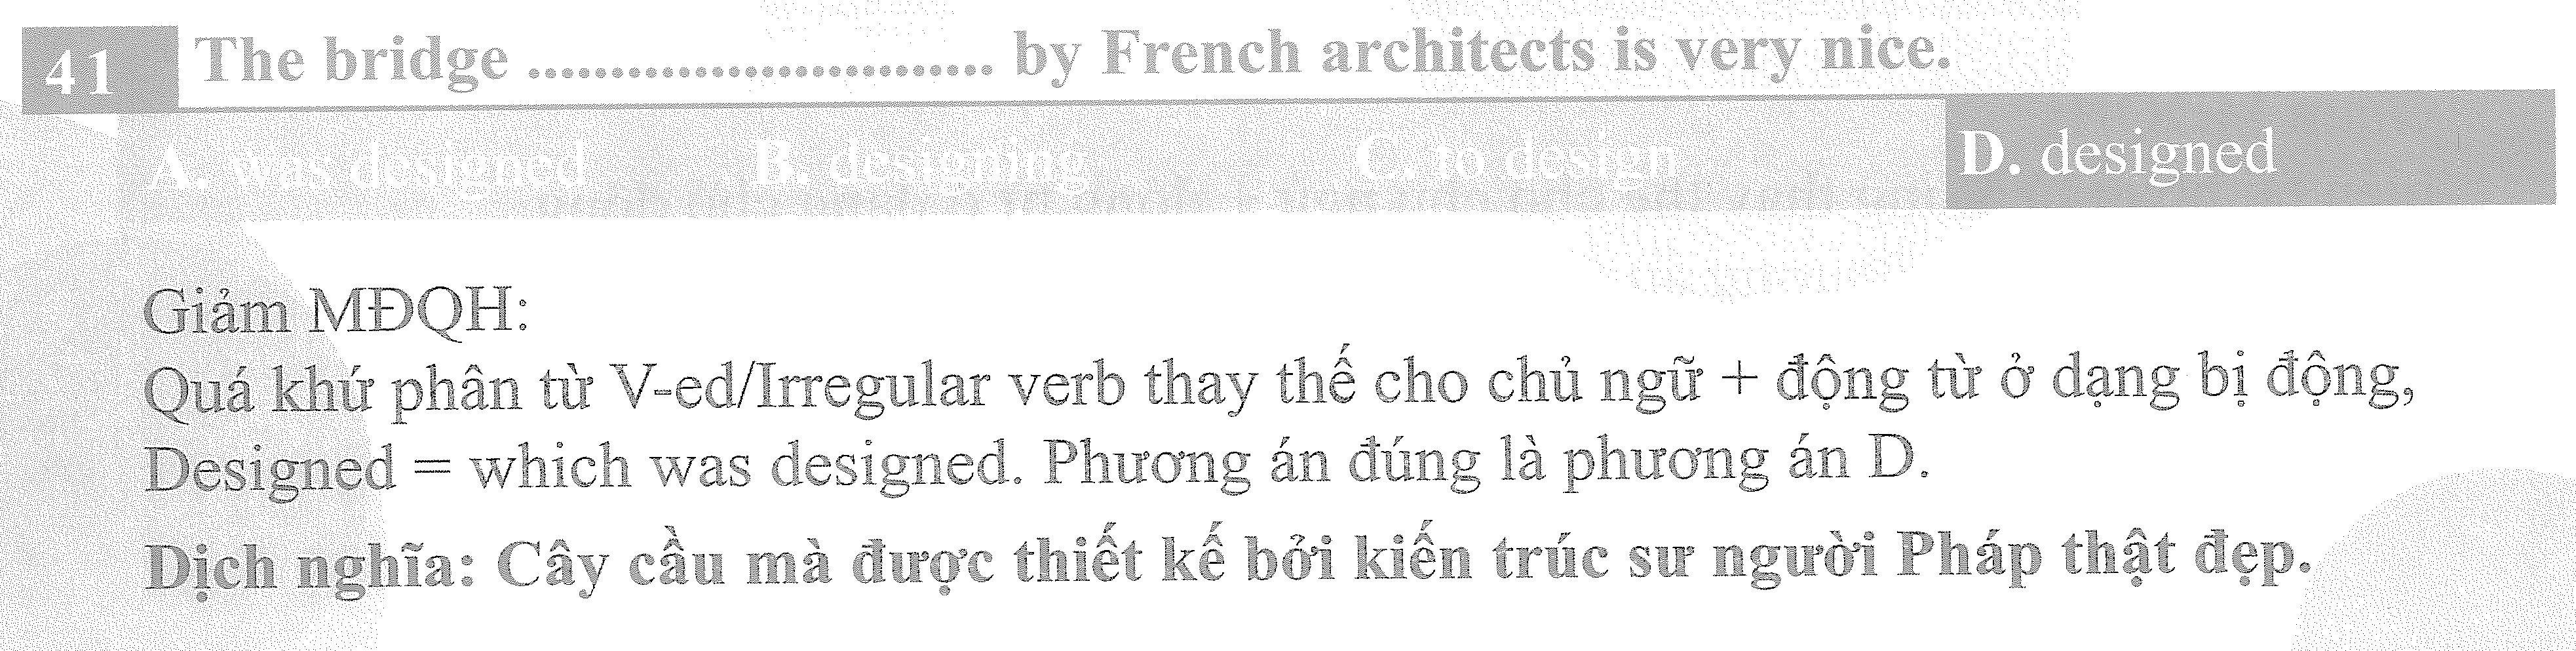 41 The bridge ............................ by French architects is very nice.
A. was designed B. designing C. to design D. designed
Giảm MĐQH:
Quá khứ phân từ V-ed/Irregular verb thay thế cho chủ ngữ + động từ ở dạng bị động,
Designed = which was designed. Phương án đúng là phương án D.
Dịch nghĩa: Cây cầu mà được thiết kế bởi kiến trúc sư người Pháp thật đẹp.